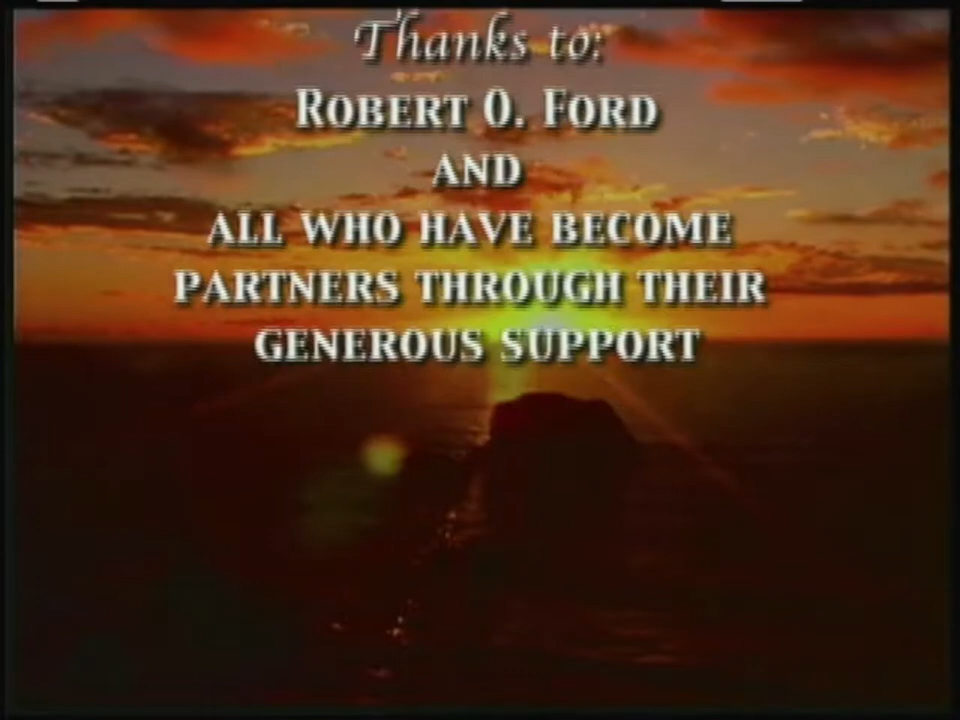 Thanks to:
ROBERT O. FORD
AND
ALL WHO HAVE BECOME
PARTNERS THROUGH THEIR
GENEROUS SUPPORT